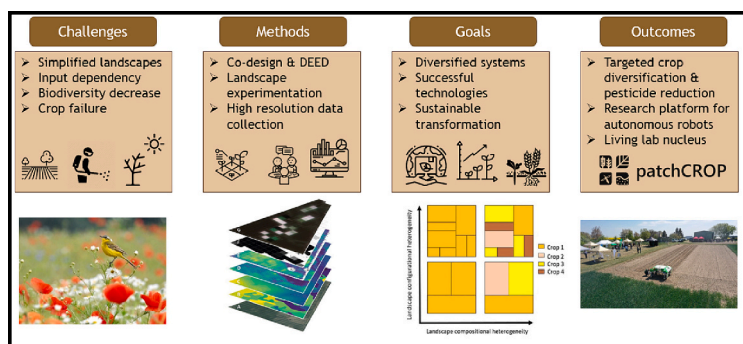 Challenges
Simplified landscapes
Input dependency
Biodiversity decrease
Crop failure
Methods
Co-design & DEED
Landscape
experimentation
High resolution data
collection
Goals
Diversified systems
Successful
technologies
Sustainable
transformation
Outcomes
Targeted crop
diversification &
pesticide reduction
Research platform for
autonomous robots
Living lab nucleus
patchCROP
Landscape configurational heterogeneity
Crop 1
Crop 2
Crop 3
Crop 4
Landscape compositional heterogeneity